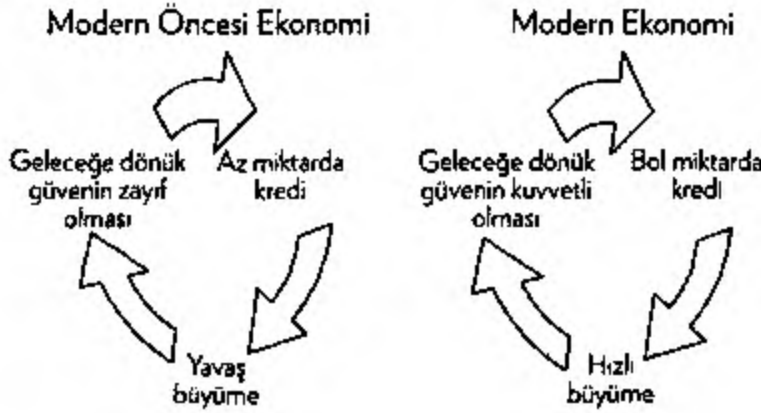 Modern Öncesi Ekonomi
Geleceğe dönük
güvenin zayıf
olması
Az miktarda
kredi
Yavaş
büyüme
Modern Ekonomi
Geleceğe dönük
güvenin kuvvetli
olması
Bol miktarda
kredi
Hızlı
büyüme